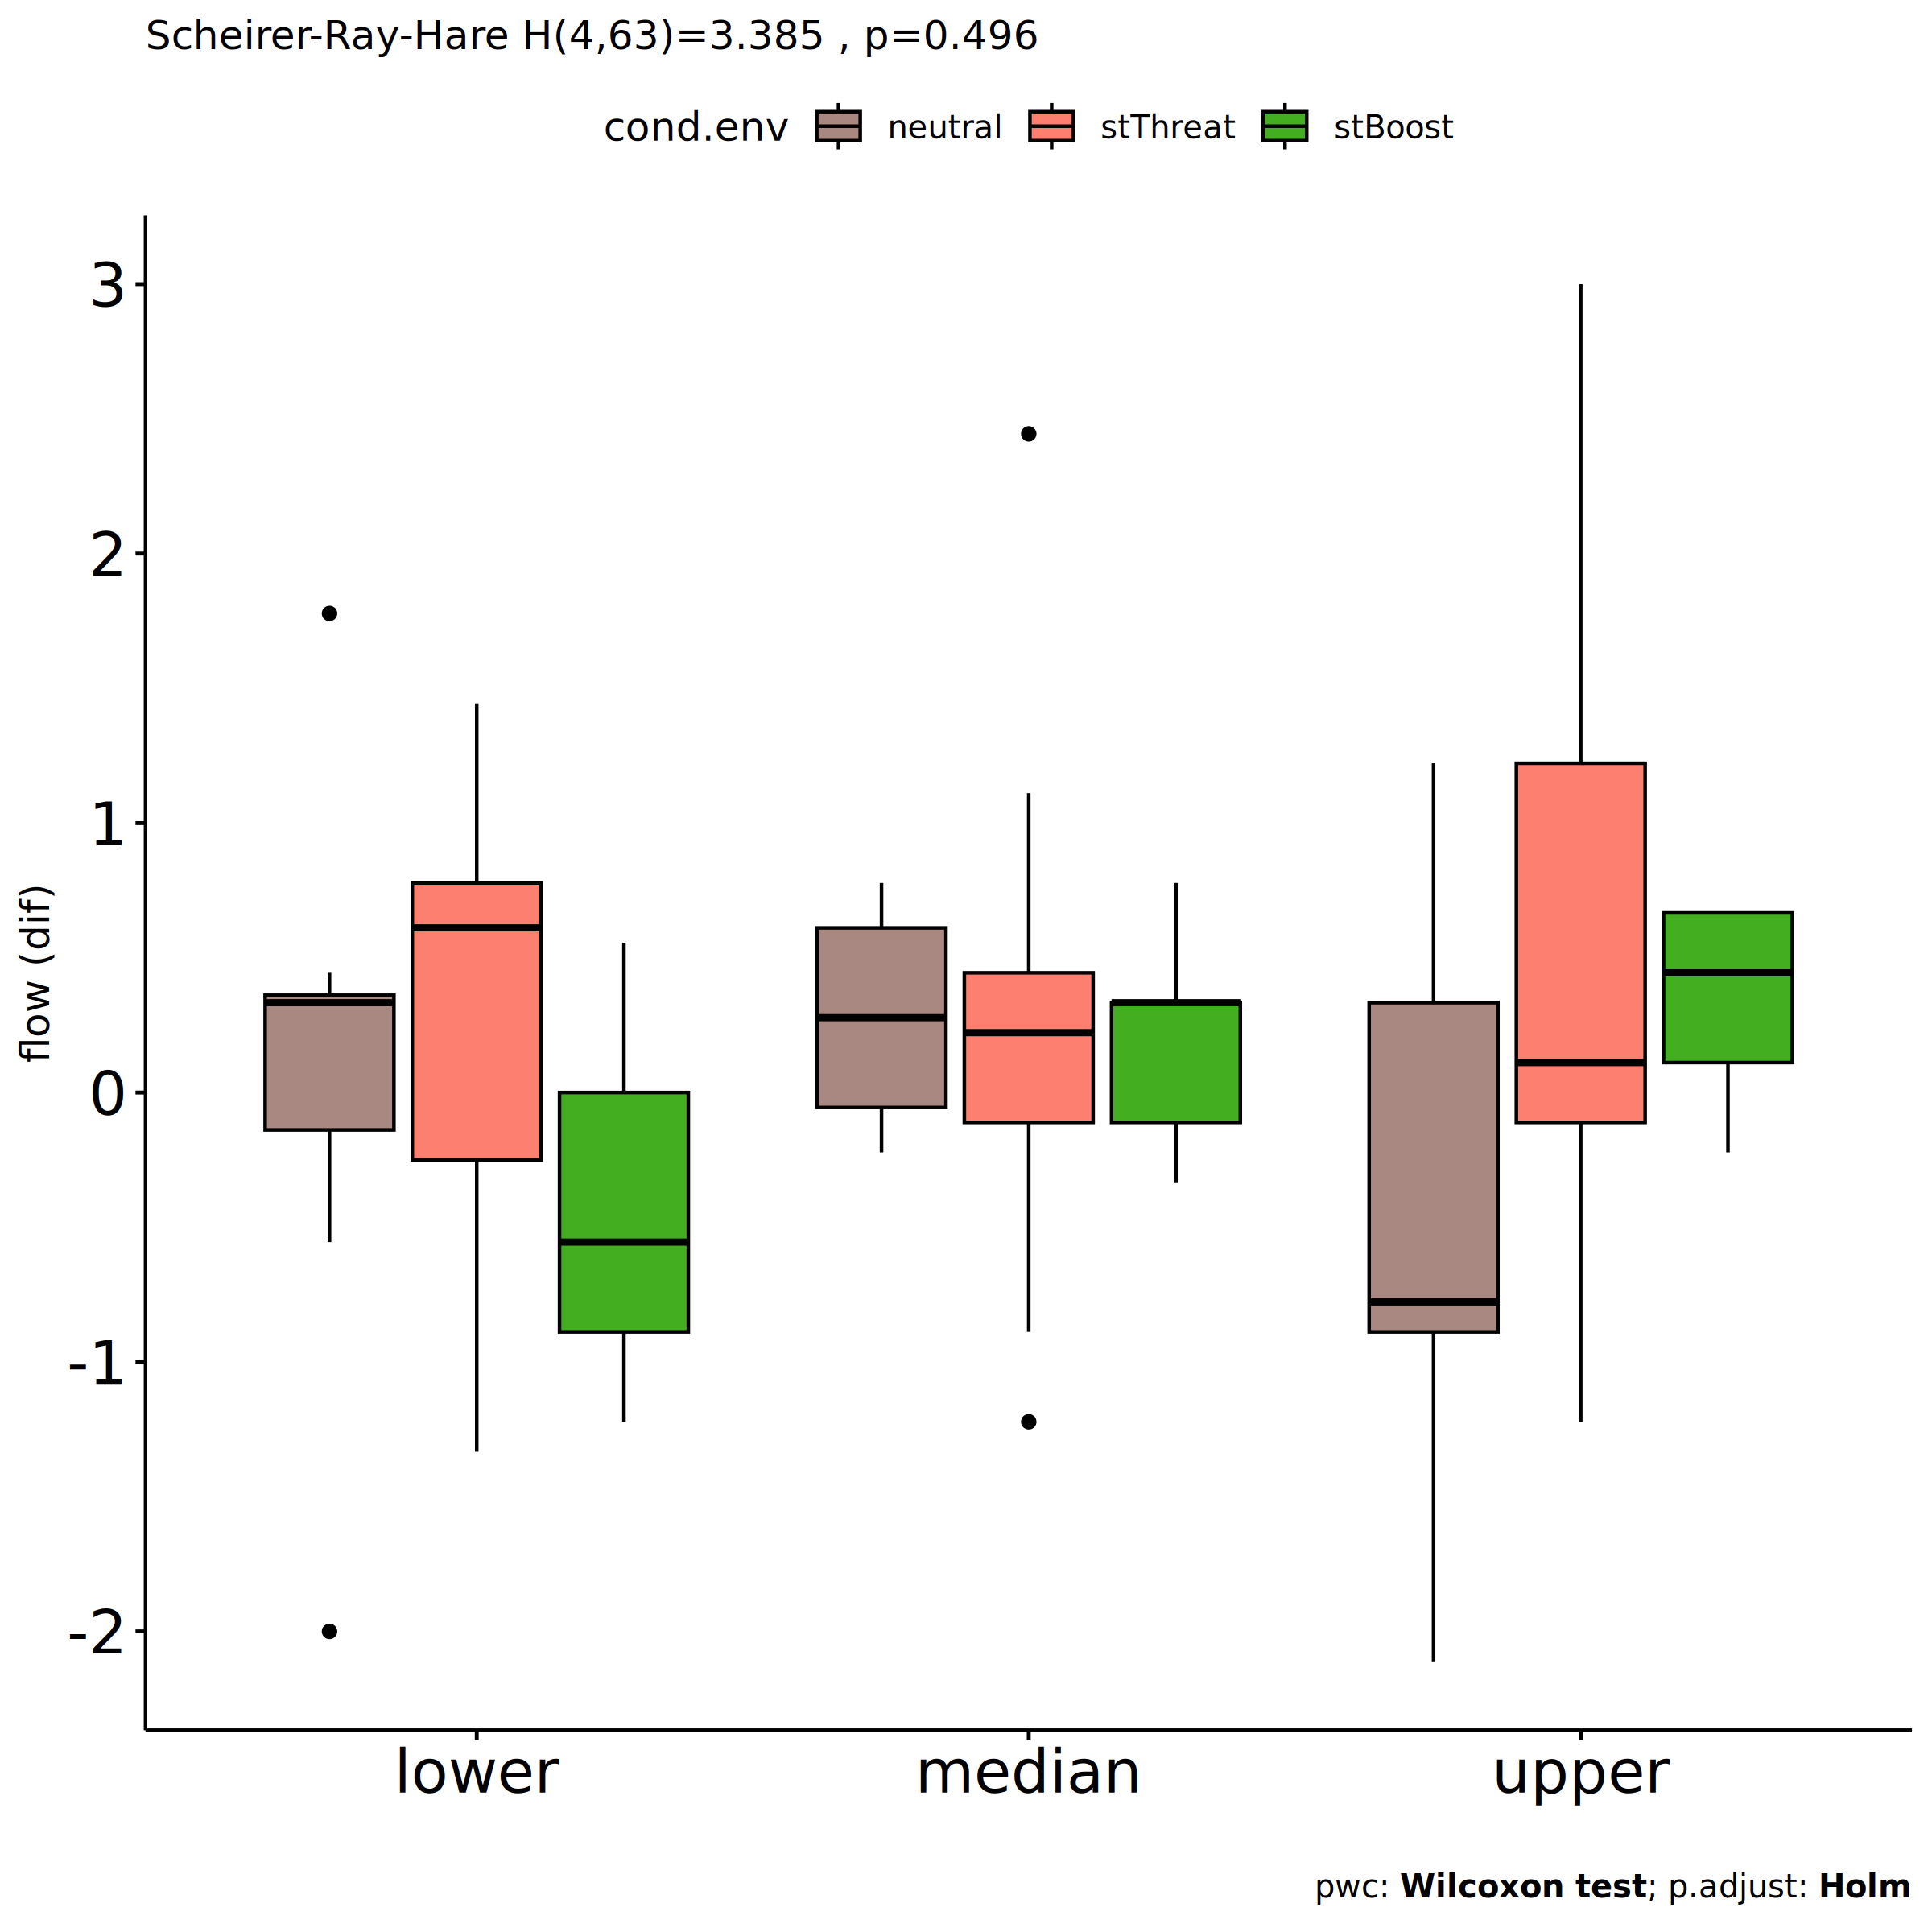 Scheirer-Ray-Hare H(4,63)=3.385 , p=0.496
cond.env neutral stThreat stBoost
flow (dif)
3
2
1
0
-1
-2
lower median upper
pwc: Wilcoxon test; p.adjust: Holm